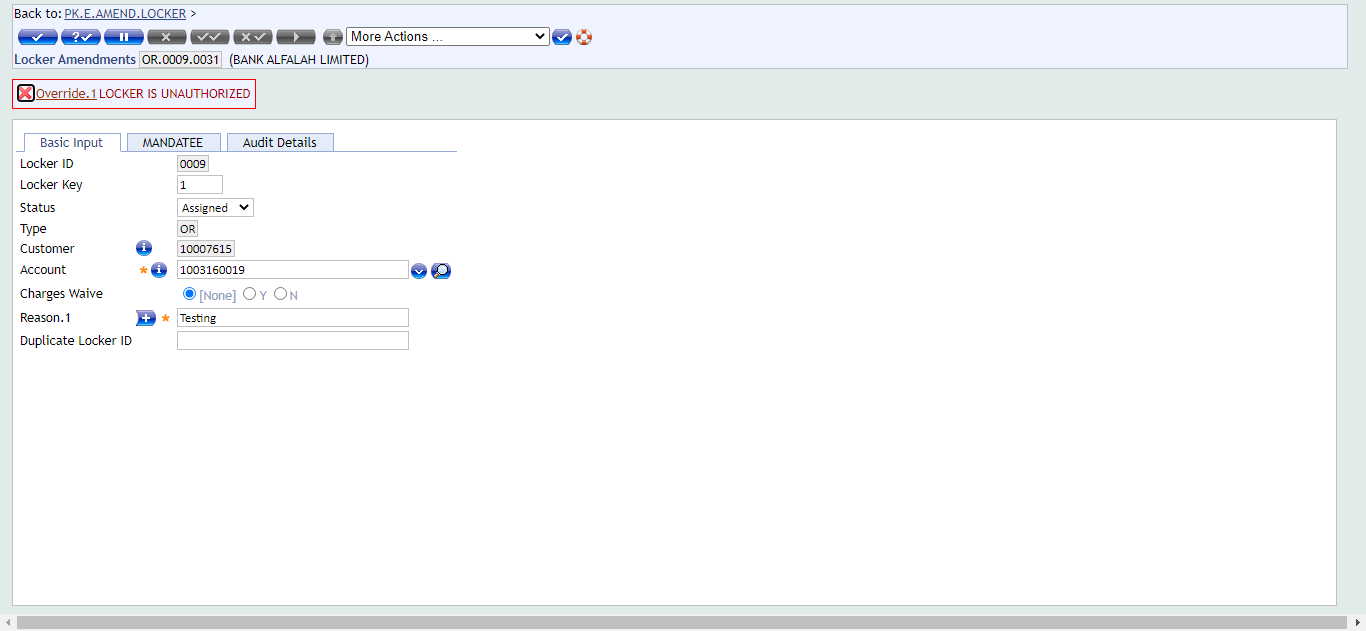 Back to: PK.E.AMEND.LOCKER >
More Actions ...
Locker Amendments OR.0009.0031 (BANK ALFALAH LIMITED)
Override.1 LOCKER IS UNAUTHORIZED
Basic Input MANDATEE Audit Details
Locker ID 0009
Locker Key 1
Status Assigned
Type OR
Customer 10007615
Account * 1003160019
Charges Waive [None] Y N
Reason.1 * Testing
Duplicate Locker ID